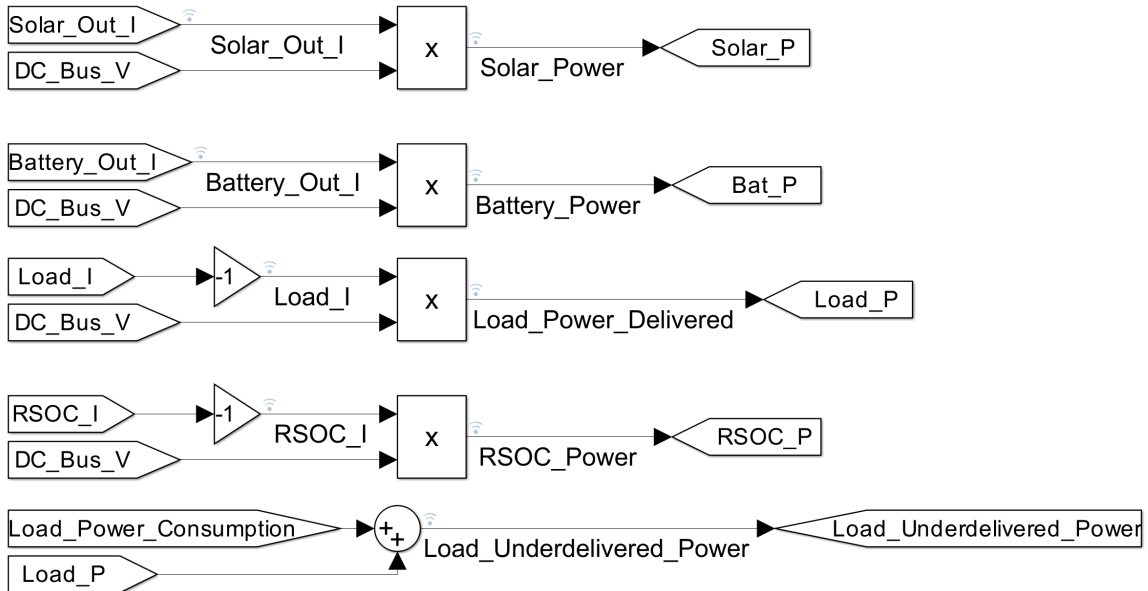 Solar_Out_I
Solar_Out_I
DC_Bus_V
x
Solar_Power
Solar_P
Battery_Out_I
Battery_Out_I
DC_Bus_V
x
Battery_Power
Bat_P
Load_I
-1
Load_I
DC_Bus_V
x
Load_Power_Delivered
Load_P
RSOC_I
-1
RSOC_I
DC_Bus_V
x
RSOC_Power
RSOC_P
Load_Power_Consumption
+
+
Load_Underdelivered_Power
Load_Underdelivered_Power
Load_P